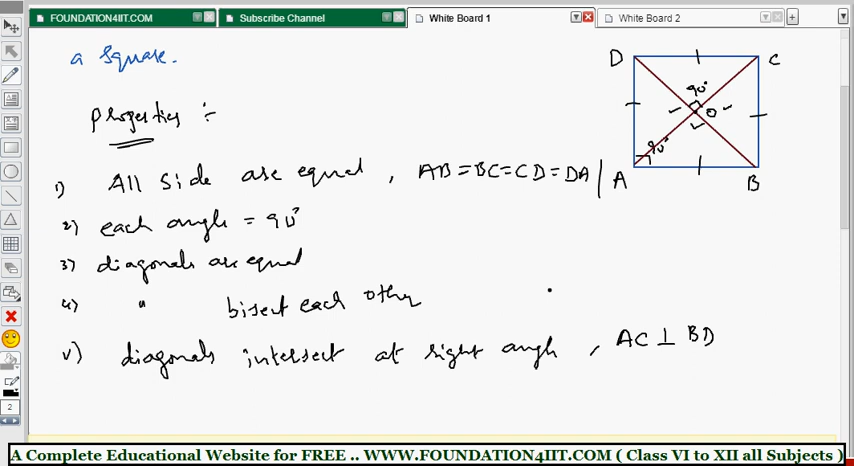 FOUNDATION4IIT.COM
Subscribe Channel
White Board 1
White Board 2
a square.
Properties :-
1) All side are equal, AB = BC = CD = DA
2) each angle = 90°
3) diagonals are equal
4) " bisect each other
v) diagonals intersect at right angle, AC ⊥ BD
D C
90°
O
90°
A B
2
A Complete Educational Website for FREE .. WWW.FOUNDATION4IIT.COM ( Class VI to XII all Subjects )